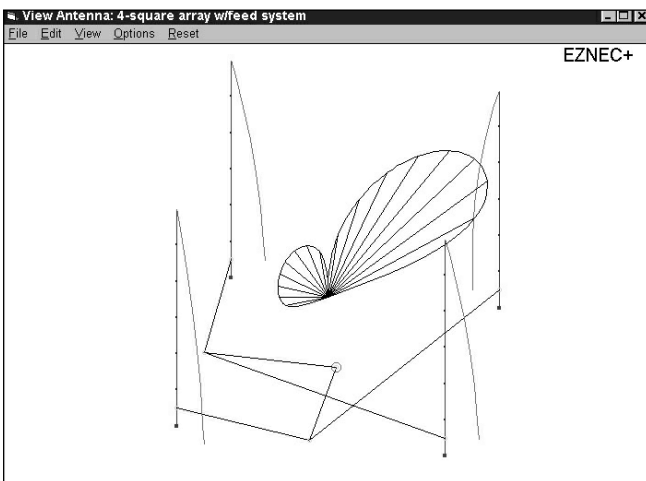 View Antenna: 4-square array w/feed system
File Edit View Options Reset
EZNEC+